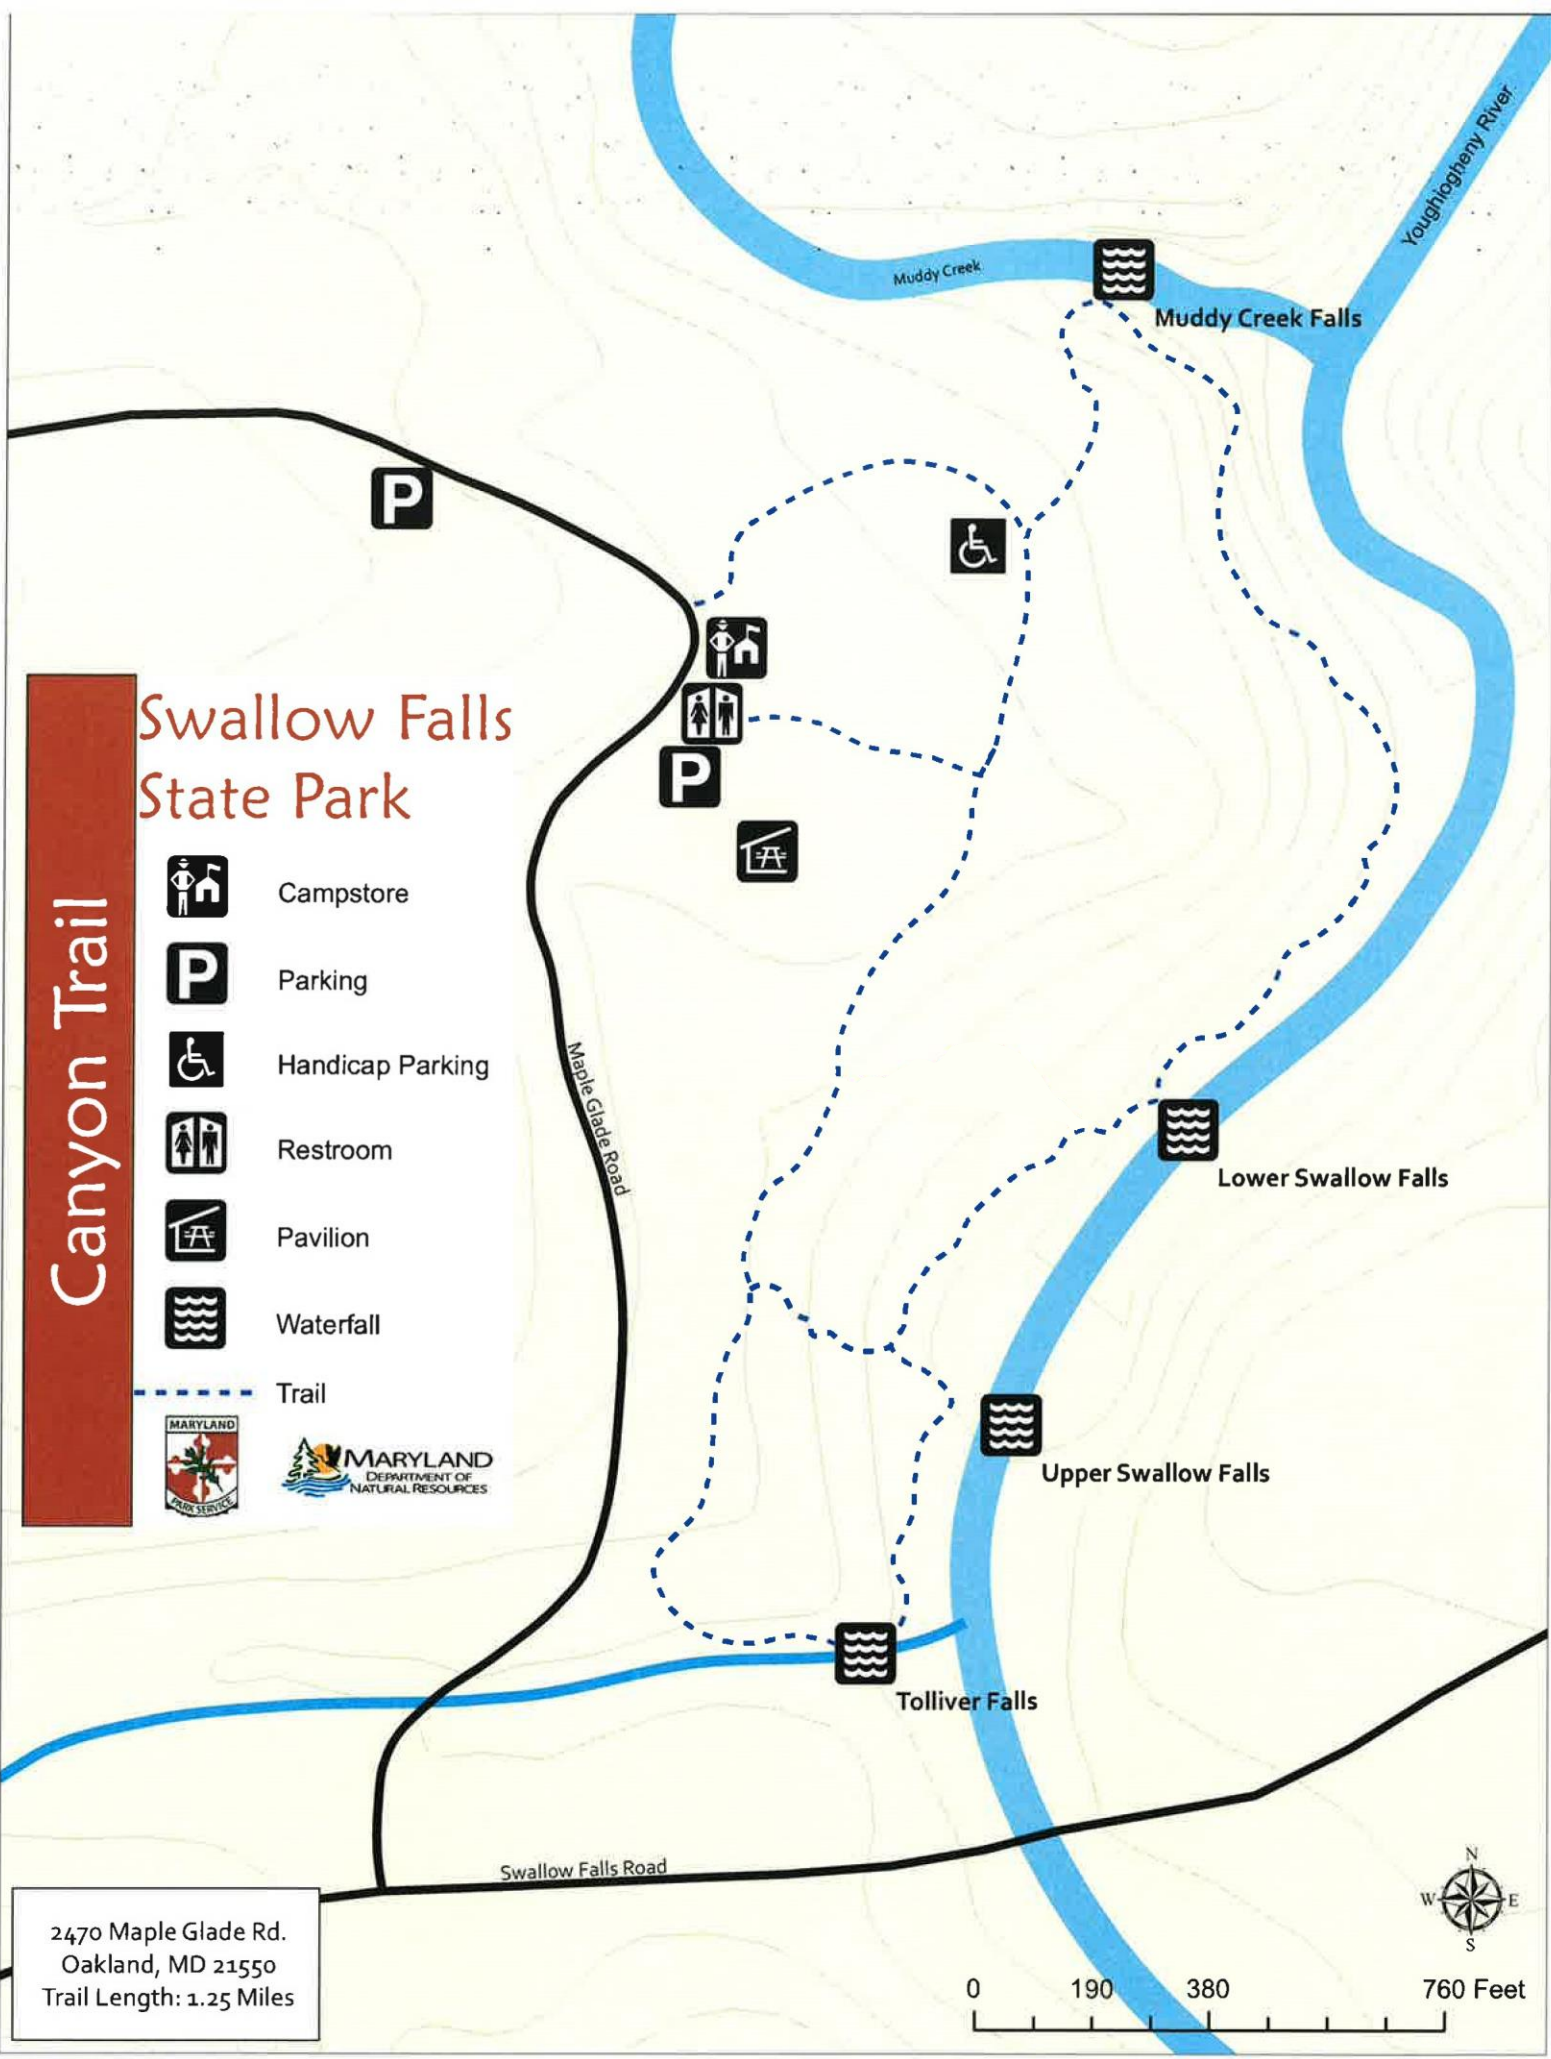 Youghiogheny River
Muddy Creek
Muddy Creek Falls
P
Swallow Falls
State Park
P
Canyon Trail
Campstore
P
Parking
Handicap Parking
Maple Glade Road
Restroom
Lower Swallow Falls
Pavilion
Waterfall
Trail
MARYLAND
PARK SERVICE
MARYLAND
DEPARTMENT OF
NATURAL RESOURCES
Upper Swallow Falls
Tolliver Falls
Swallow Falls Road
N
W E
S
2470 Maple Glade Rd.
Oakland, MD 21550
Trail Length: 1.25 Miles
0 190 380 760 Feet